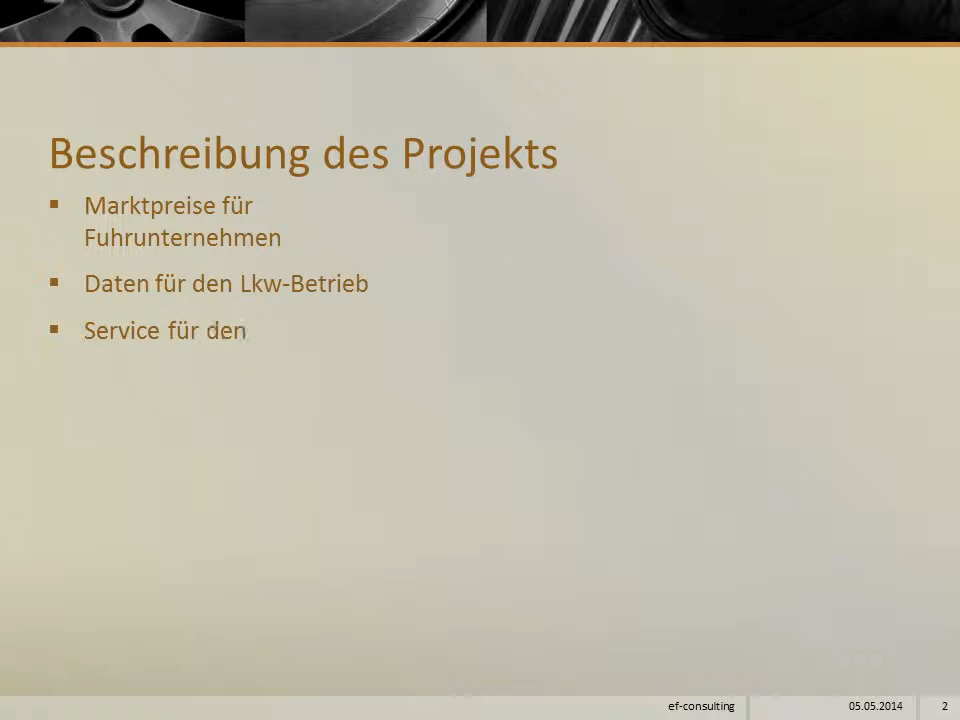 Beschreibung des Projekts
▪ Marktpreise für
Fuhrunternehmen
▪ Daten für den Lkw-Betrieb
▪ Service für den
ef-consulting
05.05.2014
2